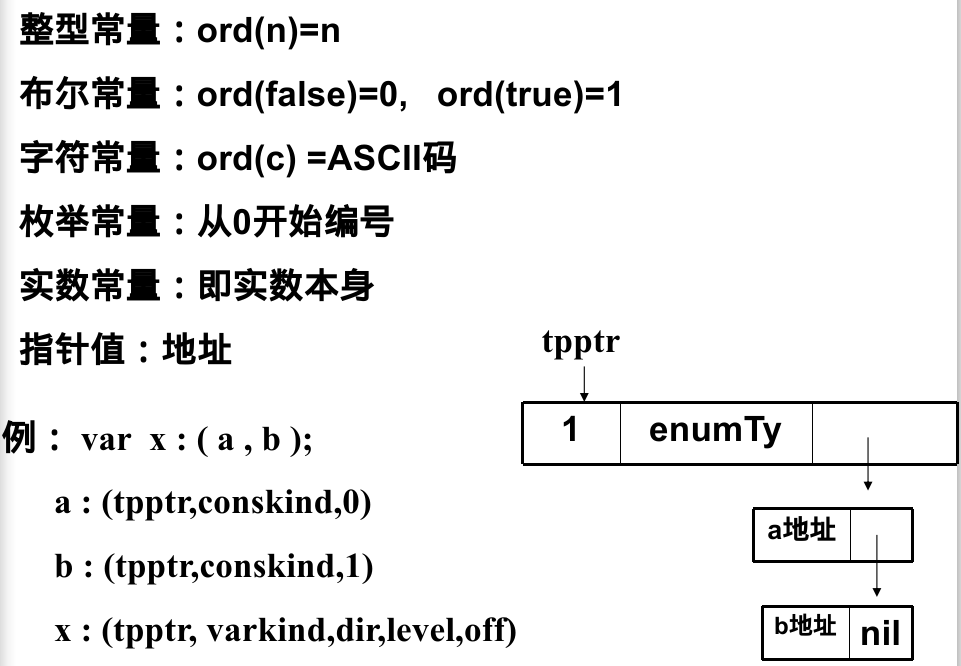 整型常量：ord(n)=n
布尔常量：ord(false)=0,   ord(true)=1
字符常量：ord(c) =ASCII码
枚举常量：从0开始编号
实数常量：即实数本身
指针值：地址
tpptr
1 enumTy
例： var  x : ( a , b );
a : (tpptr,conskind,0)
a地址
b : (tpptr,conskind,1)
x : (tpptr, varkind,dir,level,off)
b地址 nil